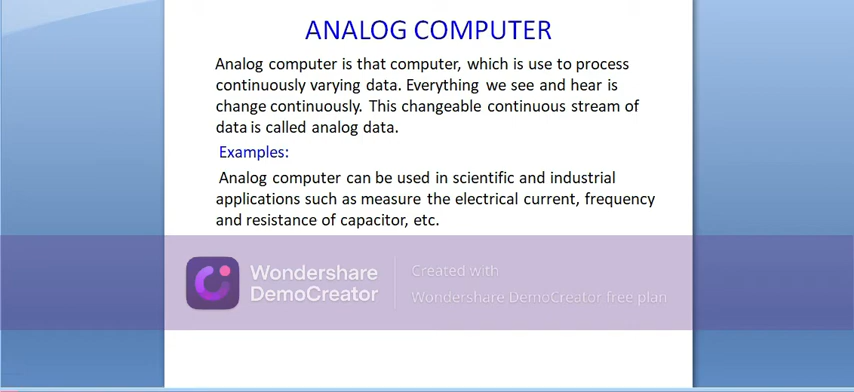 ANALOG COMPUTER
Analog computer is that computer, which is use to process
continuously varying data. Everything we see and hear is
change continuously. This changeable continuous stream of
data is called analog data.
Examples:
Analog computer can be used in scientific and industrial
applications such as measure the electrical current, frequency
and resistance of capacitor, etc.
Wondershare
DemoCreator
Created with
Wondershare DemoCreator free plan